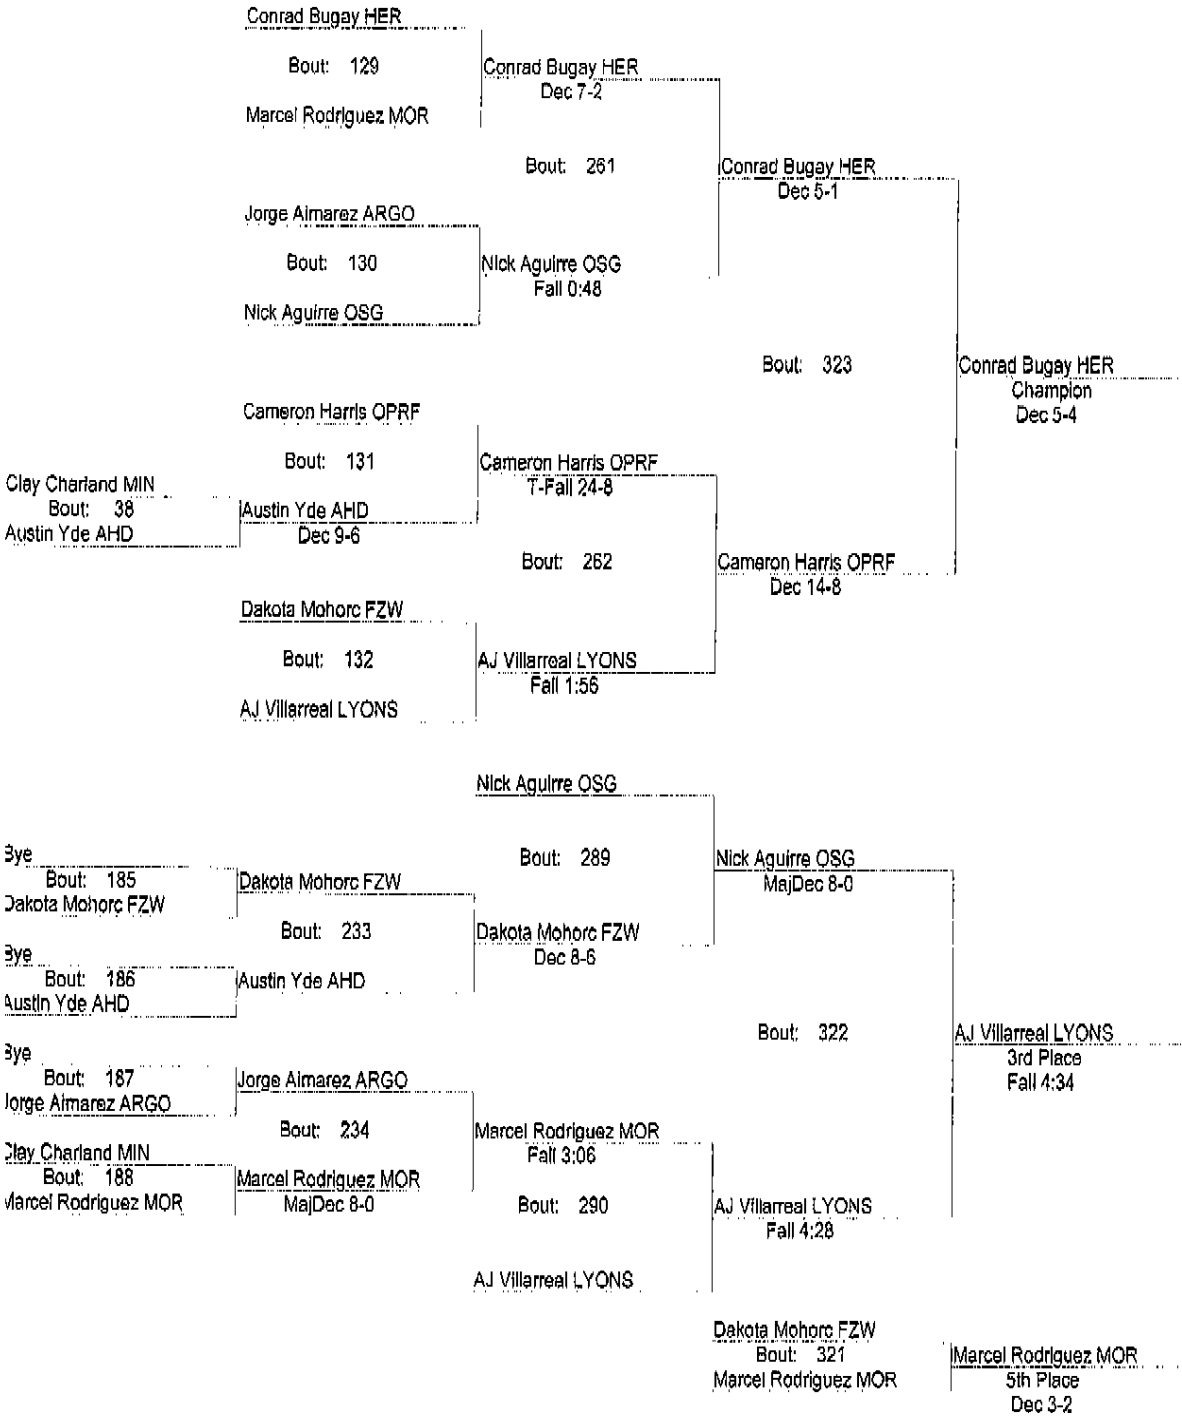 Conrad Bugay HER
Bout: 129
Conrad Bugay HER
Dec 7-2
Marcel Rodriguez MOR
Bout: 261
Conrad Bugay HER
Dec 5-1
Jorge Almarez ARGO
Bout: 130
Nick Aguirre OSG
Fall 0:48
Nick Aguirre OSG
Bout: 323
Conrad Bugay HER
Champion
Dec 5-4
Cameron Harris OPRF
Bout: 131
Cameron Harris OPRF
T-Fall 24-8
Clay Charland MIN
Bout: 38
Austin Yde AHD
Austin Yde AHD
Dec 9-6
Bout: 262
Cameron Harris OPRF
Dec 14-8
Dakota Mohorc FZW
Bout: 132
AJ Villarreal LYONS
Fall 1:56
AJ Villarreal LYONS
Nick Aguirre OSG
Bout: 289
Nick Aguirre OSG
MajDec 8-0
Bye
Bout: 185
Dakota Mohorc FZW
Dakota Mohorc FZW
Bout: 233
Dakota Mohorc FZW
Dec 8-6
Bye
Bout: 186
Austin Yde AHD
Austin Yde AHD
Bout: 322
AJ Villarreal LYONS
3rd Place
Fall 4:34
Bye
Bout: 187
Jorge Almarez ARGO
Jorge Almarez ARGO
Bout: 234
Marcel Rodriguez MOR
Fall 3:06
Clay Charland MIN
Bout: 188
Marcel Rodriguez MOR
Marcel Rodriguez MOR
MajDec 8-0
Bout: 290
AJ Villarreal LYONS
Fall 4:28
AJ Villarreal LYONS
Dakota Mohorc FZW
Bout: 321
Marcel Rodriguez MOR
Marcel Rodriguez MOR
5th Place
Dec 3-2